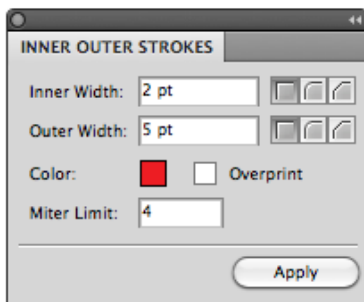 INNER OUTER STROKES
Inner Width: 2 pt
Outer Width: 5 pt
Color: Overprint
Miter Limit: 4
Apply